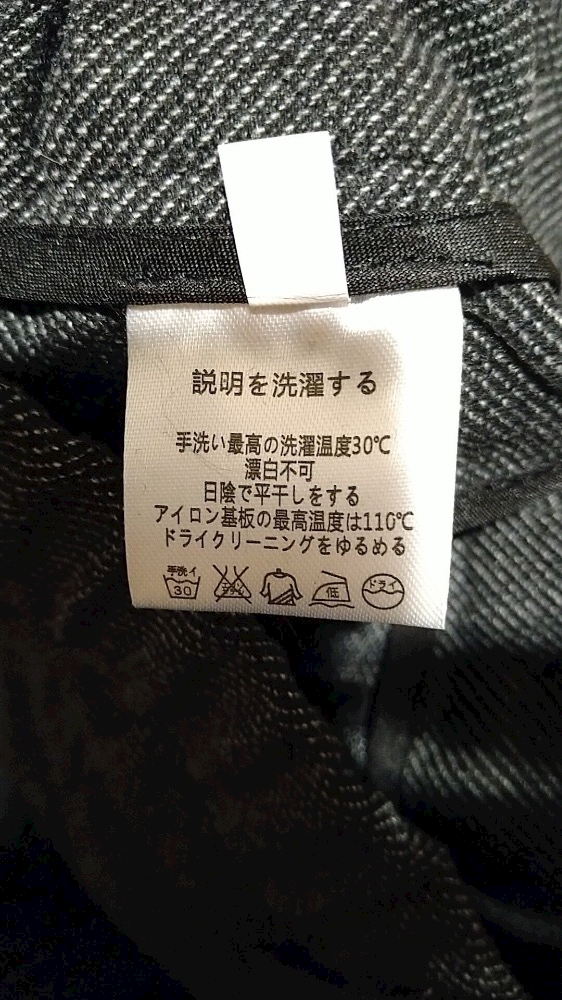 説明を洗濯する
手洗い最高の洗濯温度30℃
漂白不可
日陰で平干しをする
アイロン基板の最高温度は110℃
ドライクリーニングをゆるめる
手洗イ
30
エンソ
低
ドライ